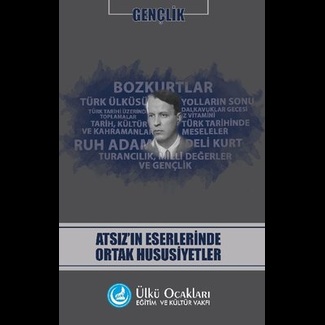 GENÇLİK
BOZKURTLAR
TÜRK ÜLKÜSÜ YOLLARIN SONU
TÜRK TARİHİ ÜZERİNDE DALKAVUKLAR GECESİ
TOPLAMALAR Z VİTAMİNİ
TARİH, KÜLTÜR TÜRK TARİHİNDE
VE KAHRAMANLAR MESELELER
RUH ADAM DELİ KURT
TURANCILIK, MİLLİ DEĞERLER
VE GENÇLİK
ATSIZ'IN ESERLERİNDE
ORTAK HUSUSİYETLER
ÜLKÜ OCAKLARI
EĞİTİM VE KÜLTÜR VAKFI